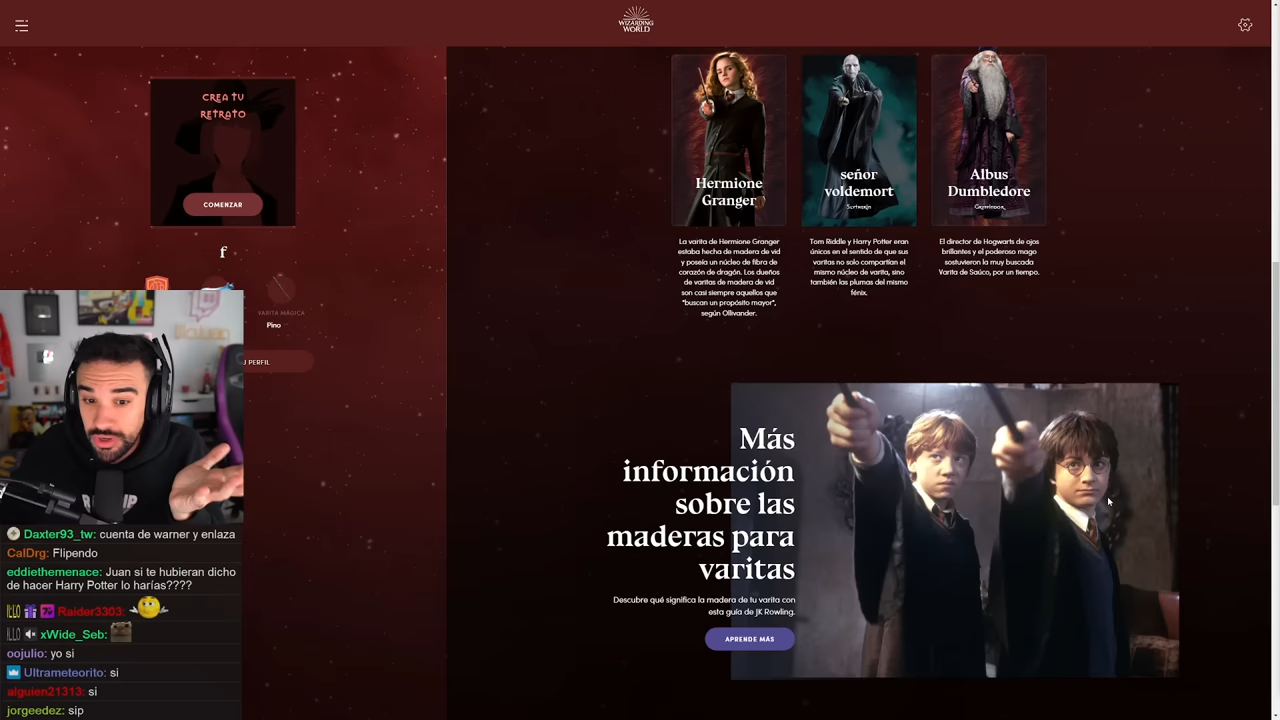 WIZARDING
WORLD
CREA TU
RETRATO
COMENZAR
f
VARITA MÁGICA
Pino
PERFIL
Hermione
Granger
señor
voldemort
Slytherin
Albus
Dumbledore
Gryffindor
La varita de Hermione Granger
estaba hecha de madera de vid
y poseía un núcleo de fibra de
corazón de dragón. Los dueños
de varitas de madera de vid
son casi siempre aquellos que
"buscan un propósito mayor",
según Ollivander.
Tom Riddle y Harry Potter eran
únicos en el sentido de que sus
varitas no solo compartían el
mismo núcleo de varita, sino
también las plumas del mismo
fénix.
El director de Hogwarts de ojos
brillantes y el poderoso mago
sostuvieron la muy buscada
Varita de Saúco, por un tiempo.
Más
información
sobre las
maderas para
varitas
Descubre qué significa la madera de tu varita con
esta guía de JK Rowling.
APRENDE MÁS
Daxter93_tw: cuenta de warner y enlaza
CalDrg: Flipendo
eddiethemenace: Juan si te hubieran dicho
de hacer Harry Potter lo harías????
Raider3303:
xWide_Seb:
oojulio: yo si
Ultrameteorito: si
alguien21313: si
jorgeedez: sip